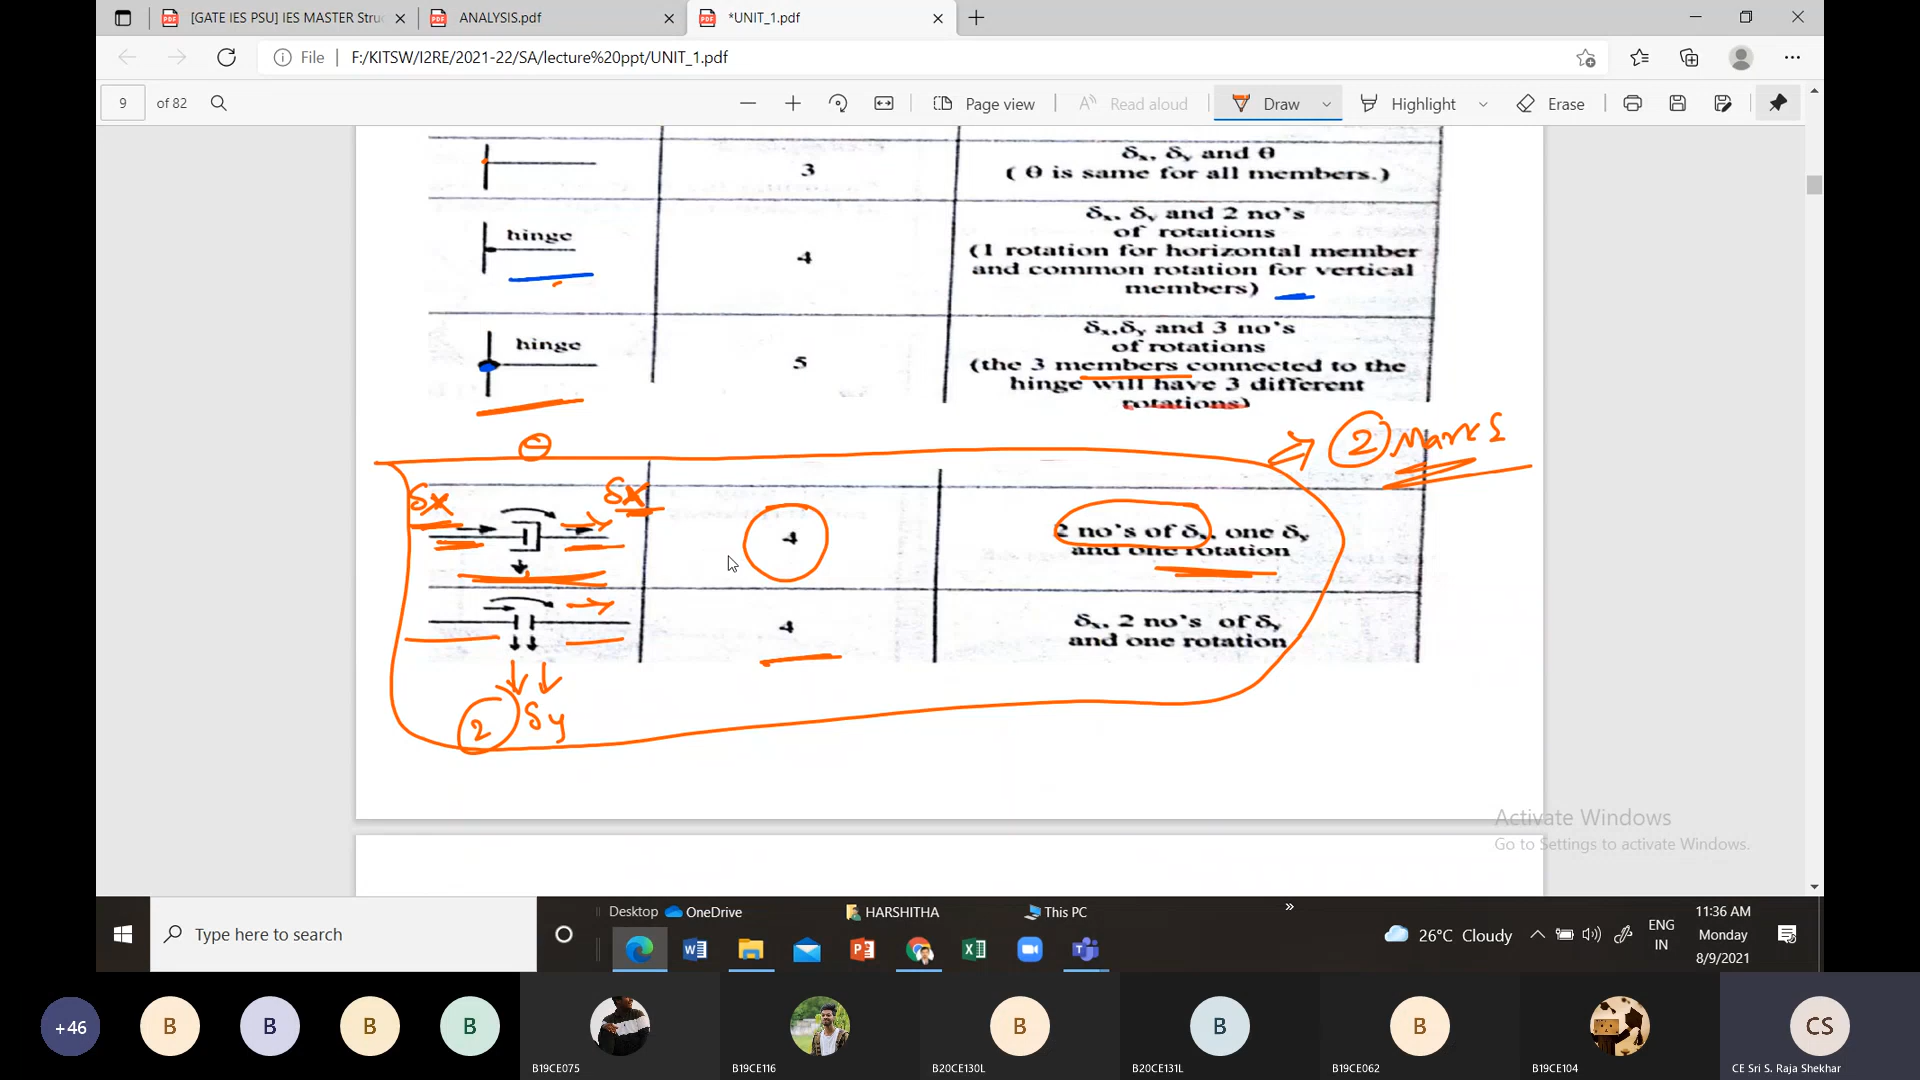 [GATE IES PSU] IES MASTER Struc
ANALYSIS.pdf
*UNIT_1.pdf
File
F:/KITSW/I2RE/2021-22/SA/lecture%20ppt/UNIT_1.pdf
9
of 82
Page view
Read aloud
Draw
Highlight
Erase
3
δx, δy and θ
( θ is same for all members.)
hinge
4
δx, δy and 2 no's
of rotations
(1 rotation for horizontal member
and common rotation for vertical
members)
hinge
5
δx,δy and 3 no's
of rotations
(the 3 members connected to the
hinge will have 3 different
rotations)
θ
2 Marks
δx
δx
4
2 no's of δx, one δy
and one rotation
4
δx, 2 no's of δy
and one rotation
2 δy
Activate Windows
Go to Settings to activate Windows.
Type here to search
Desktop
OneDrive
HARSHITHA
This PC
»
26°C Cloudy
ENG
IN
11:36 AM
Monday
8/9/2021
+46
B
B
B
B
B
B
B
CS
B19CE075
B19CE116
B20CE130L
B20CE131L
B19CE062
B19CE104
CE Sri S. Raja Shekhar